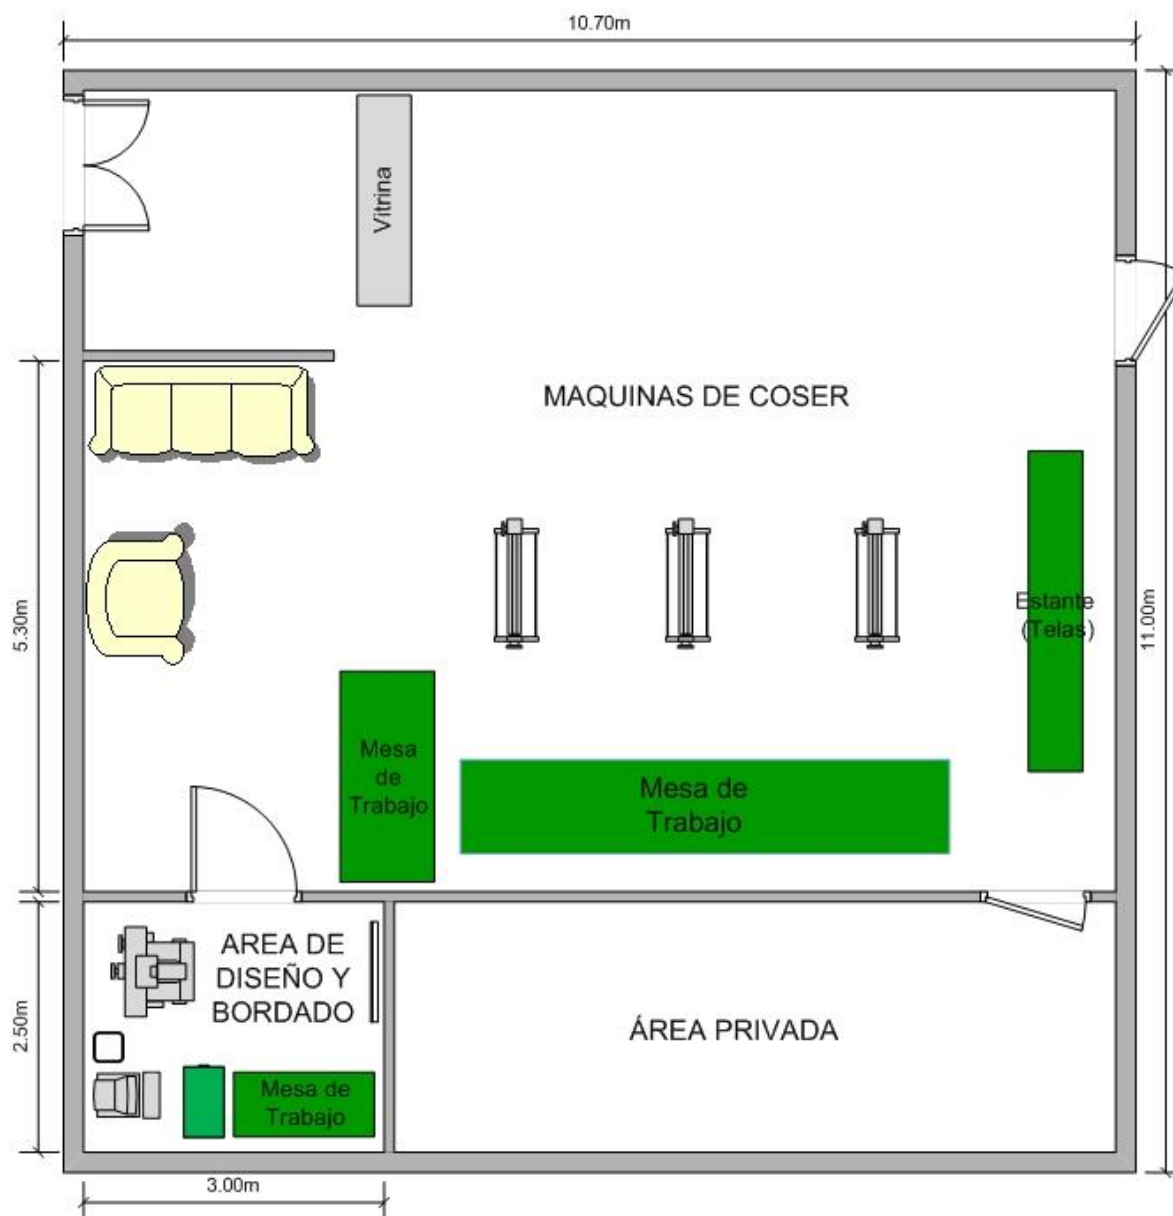 10.70m
Vitrina
MAQUINAS DE COSER
Estante
(Telas)
11.00m
5.30m
Mesa
de
Trabajo
Mesa de
Trabajo
AREA DE
DISEÑO Y
BORDADO
ÁREA PRIVADA
2.50m
Mesa de
Trabajo
3.00m